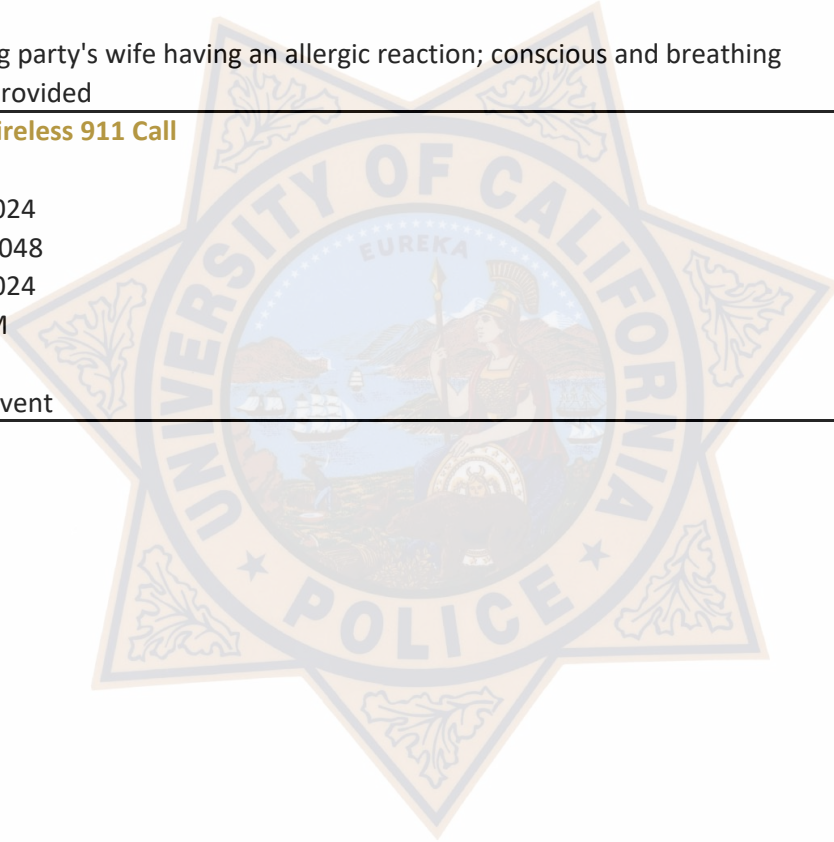 g party's wife having an allergic reaction; conscious and breathing
rovided
ireless 911 Call
024
048
024
M
vent
UNIVERSITY OF CALIFORNIA
EUREKA
POLICE